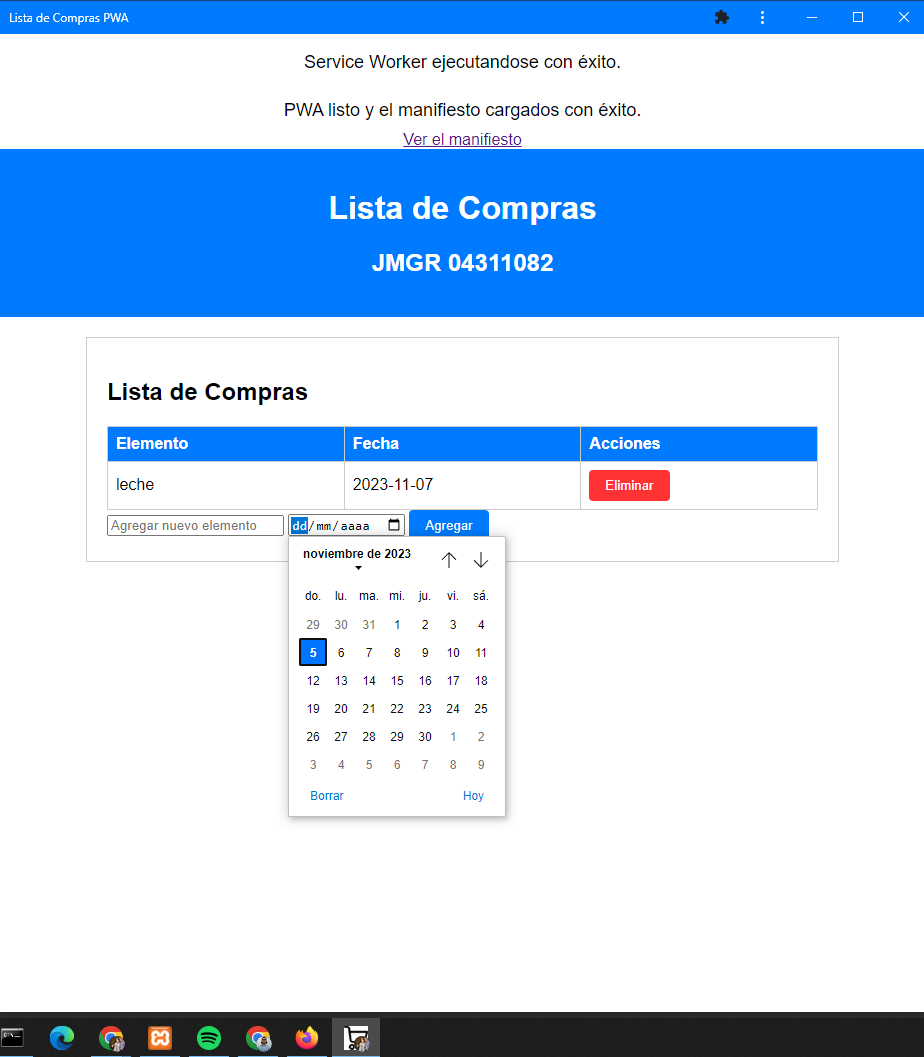 Lista de Compras PWA
Service Worker ejecutandose con éxito.
PWA listo y el manifiesto cargados con éxito.
Ver el manifiesto
Lista de Compras
JMGR 04311082
Lista de Compras
Elemento Fecha Acciones
leche 2023-11-07 Eliminar
Agregar nuevo elemento dd/mm/aaaa Agregar
noviembre de 2023
do. lu. ma. mi. ju. vi. sá.
29 30 31 1 2 3 4
5 6 7 8 9 10 11
12 13 14 15 16 17 18
19 20 21 22 23 24 25
26 27 28 29 30 1 2
3 4 5 6 7 8 9
Borrar Hoy